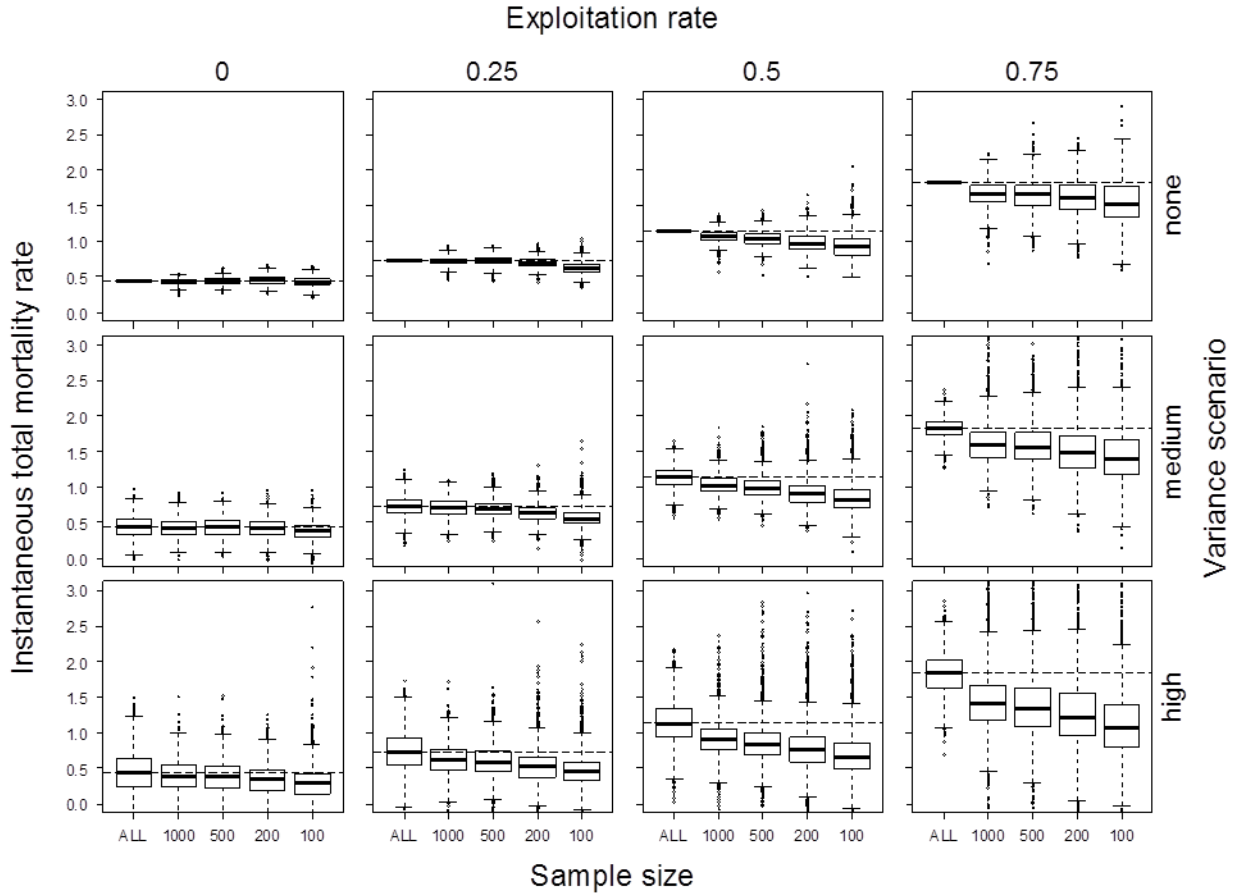 Exploitation rate
0 0.25 0.5 0.75
Instantaneous total mortality rate
3.0
2.5
2.0
1.5
1.0
0.5
0.0
none
3.0
2.5
2.0
1.5
1.0
0.5
0.0
medium
Variance scenario
3.0
2.5
2.0
1.5
1.0
0.5
0.0
high
ALL 1000 500 200 100 ALL 1000 500 200 100 ALL 1000 500 200 100 ALL 1000 500 200 100
Sample size